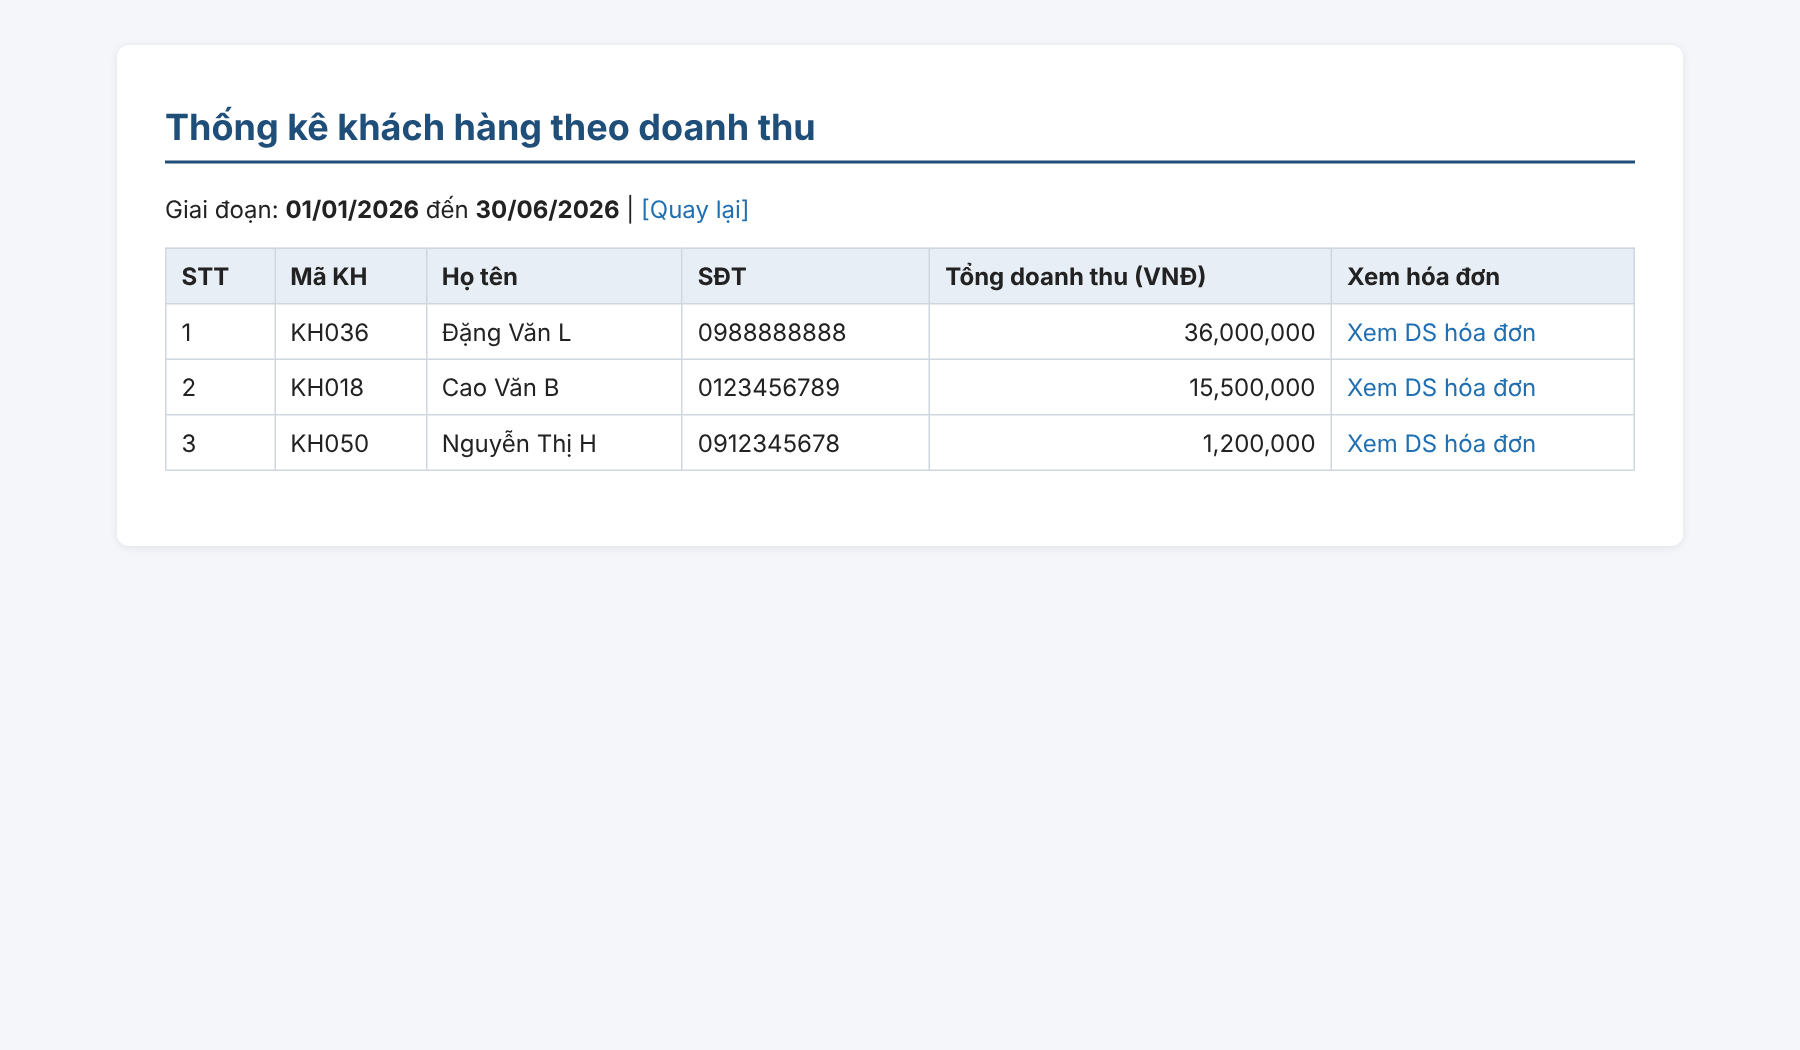 Thống kê khách hàng theo doanh thu
Giai đoạn: 01/01/2026 đến 30/06/2026 | [Quay lại]
STT Mã KH Họ tên SĐT Tổng doanh thu (VNĐ) Xem hóa đơn
1 KH036 Đặng Văn L 0988888888 36,000,000 Xem DS hóa đơn
2 KH018 Cao Văn B 0123456789 15,500,000 Xem DS hóa đơn
3 KH050 Nguyễn Thị H 0912345678 1,200,000 Xem DS hóa đơn